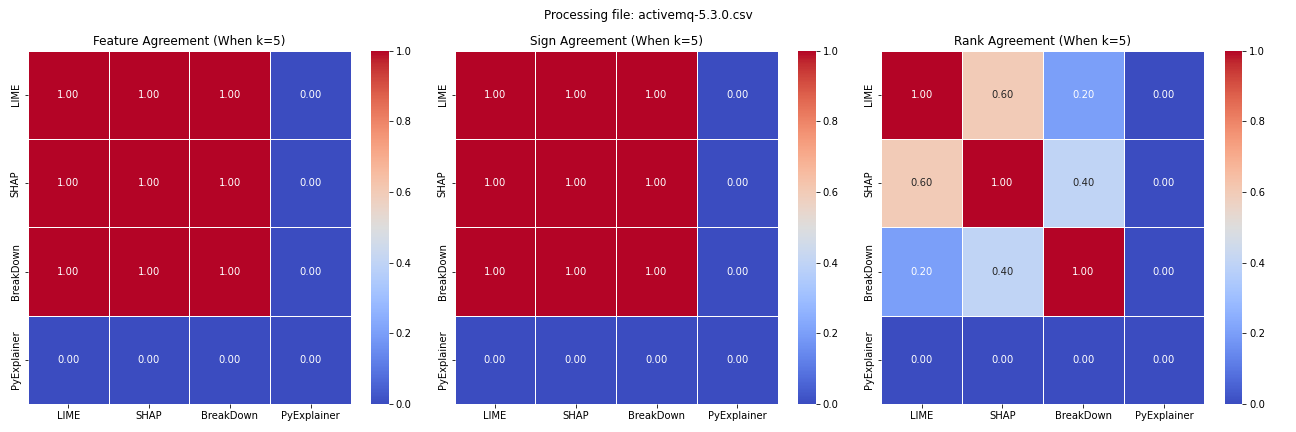 Processing file: activemq-5.3.0.csv
Feature Agreement (When k=5)
LIME
SHAP
BreakDown
PyExplainer
1.00 1.00 1.00 0.00
1.00 1.00 1.00 0.00
1.00 1.00 1.00 0.00
0.00 0.00 0.00 0.00
LIME SHAP BreakDown PyExplainer
1.0
0.8
0.6
0.4
0.2
0.0
Sign Agreement (When k=5)
LIME
SHAP
BreakDown
PyExplainer
1.00 1.00 1.00 0.00
1.00 1.00 1.00 0.00
1.00 1.00 1.00 0.00
0.00 0.00 0.00 0.00
LIME SHAP BreakDown PyExplainer
1.0
0.8
0.6
0.4
0.2
0.0
Rank Agreement (When k=5)
LIME
SHAP
BreakDown
PyExplainer
1.00 0.60 0.20 0.00
0.60 1.00 0.40 0.00
0.20 0.40 1.00 0.00
0.00 0.00 0.00 0.00
LIME SHAP BreakDown PyExplainer
1.0
0.8
0.6
0.4
0.2
0.0